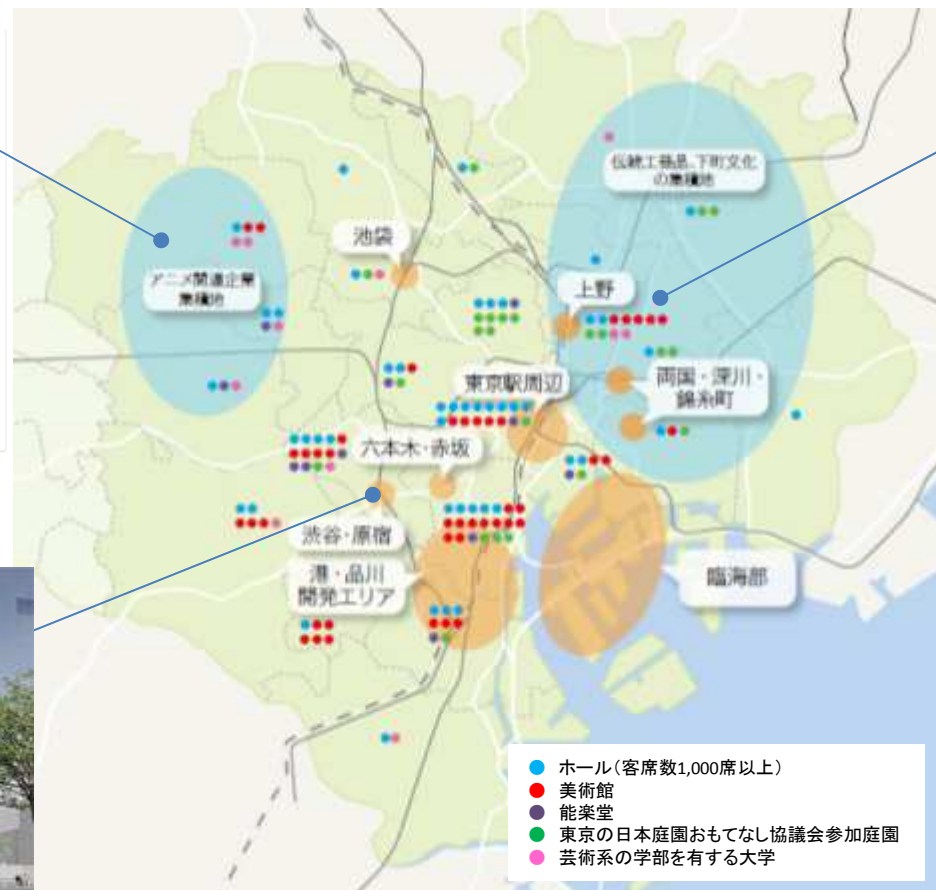 伝統工芸品、下町文化
の集積地
池袋
アニメ関連企業
集積地
上野
東京駅周辺
両国・深川・
錦糸町
六本木・赤坂
渋谷・原宿
港・品川
開発エリア
臨海部
ホール(客席数1,000席以上)
美術館
能楽堂
東京の日本庭園おもてなし協議会参加庭園
芸術系の学部を有する大学